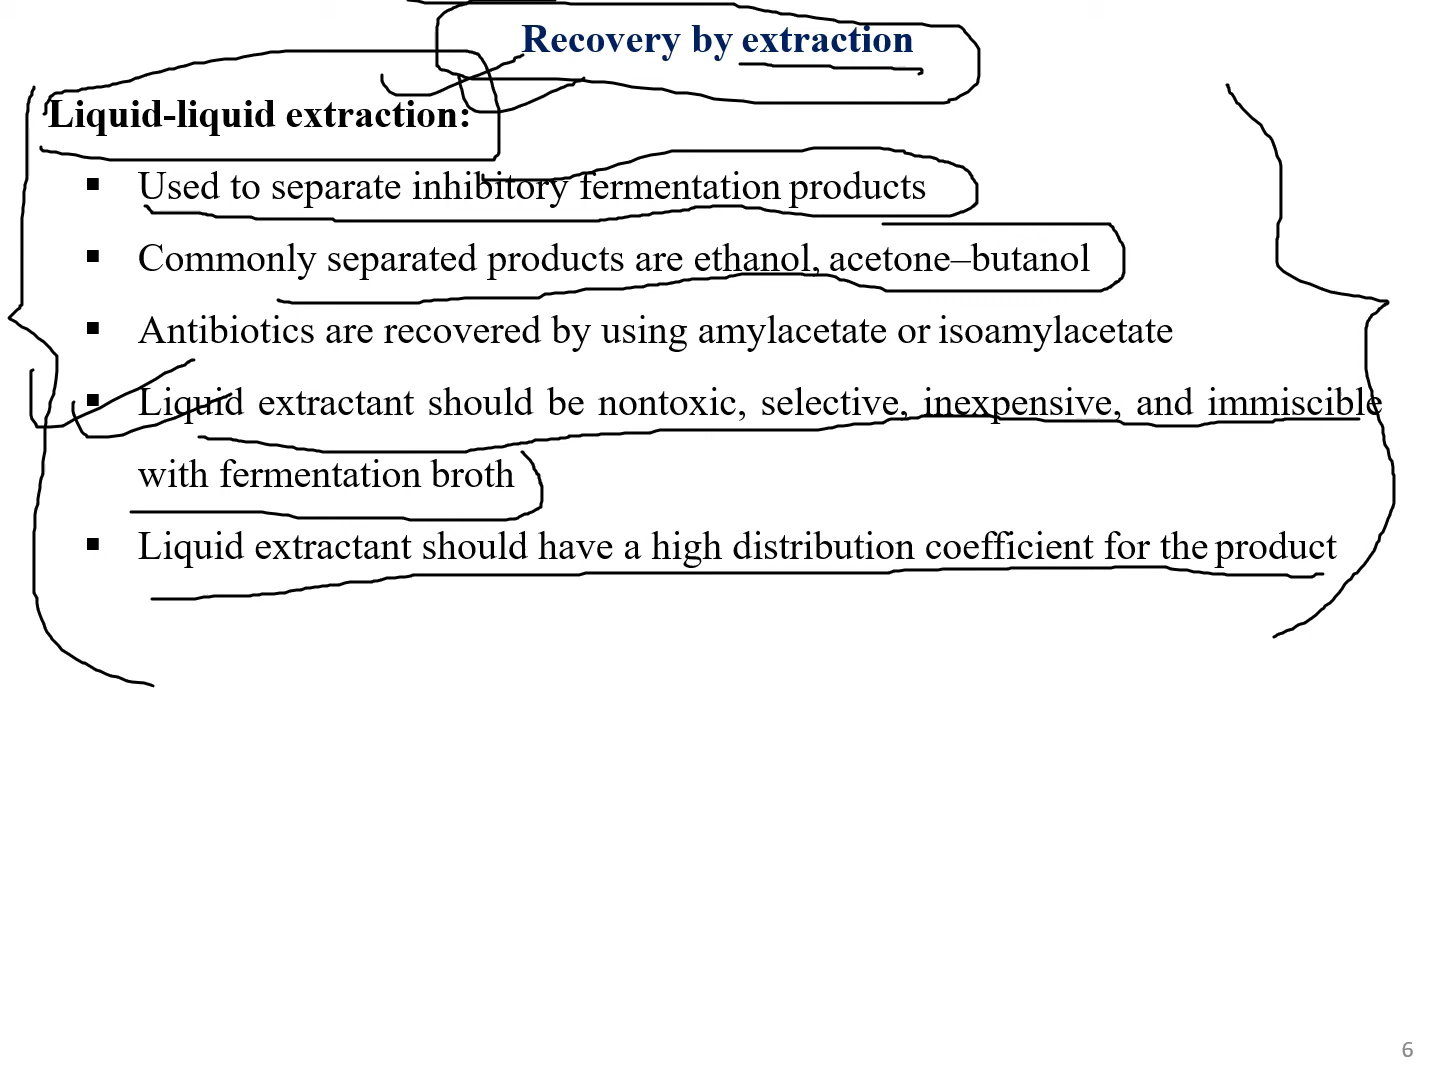 Recovery by extraction
Liquid-liquid extraction:
▪ Used to separate inhibitory fermentation products
▪ Commonly separated products are ethanol, acetone–butanol
▪ Antibiotics are recovered by using amylacetate or isoamylacetate
▪ Liquid extractant should be nontoxic, selective, inexpensive, and immiscible
with fermentation broth
▪ Liquid extractant should have a high distribution coefficient for the product
6